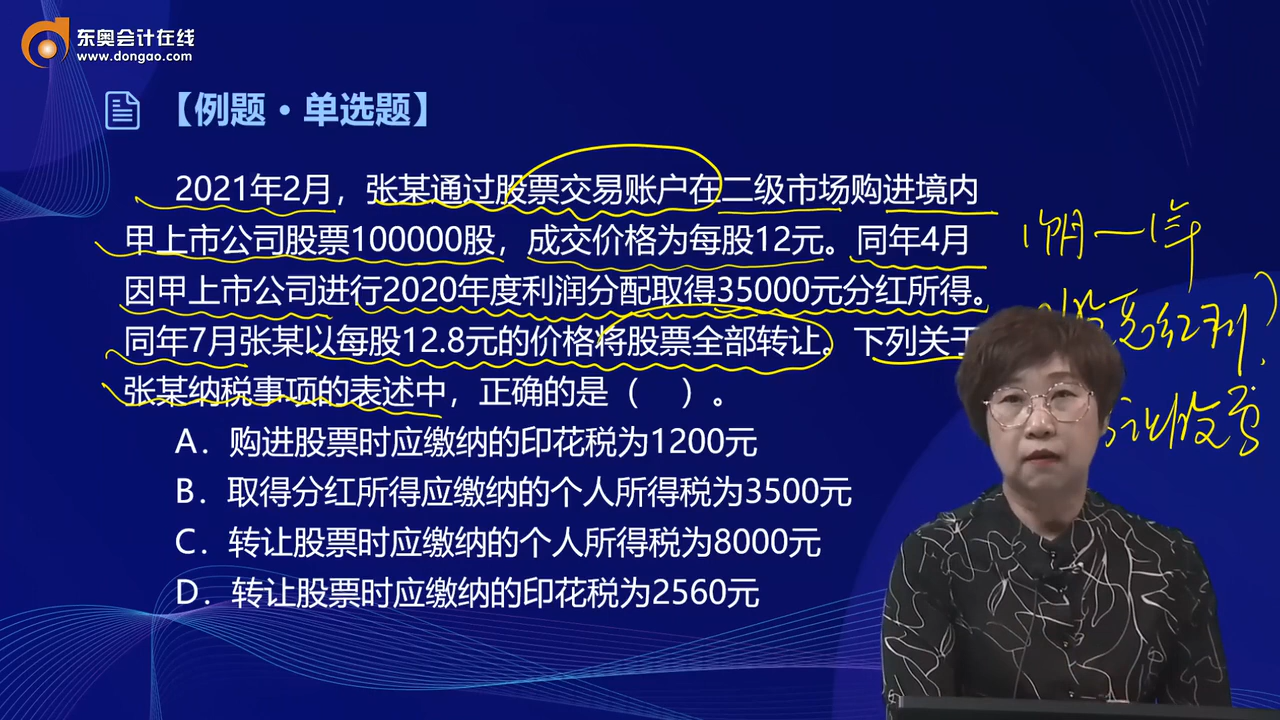 东奥会计在线
www.dongao.com
【例题·单选题】
2021年2月，张某通过股票交易账户在二级市场购进境内
甲上市公司股票100000股，成交价格为每股12元。同年4月
因甲上市公司进行2020年度利润分配取得35000元分红所得。
同年7月张某以每股12.8元的价格将股票全部转让。下列关于
张某纳税事项的表述中，正确的是（ ）。
A．购进股票时应缴纳的印花税为1200元
B．取得分红所得应缴纳的个人所得税为3500元
C．转让股票时应缴纳的个人所得税为8000元
D．转让股票时应缴纳的印花税为2560元
1个月—1年
红利
让股票